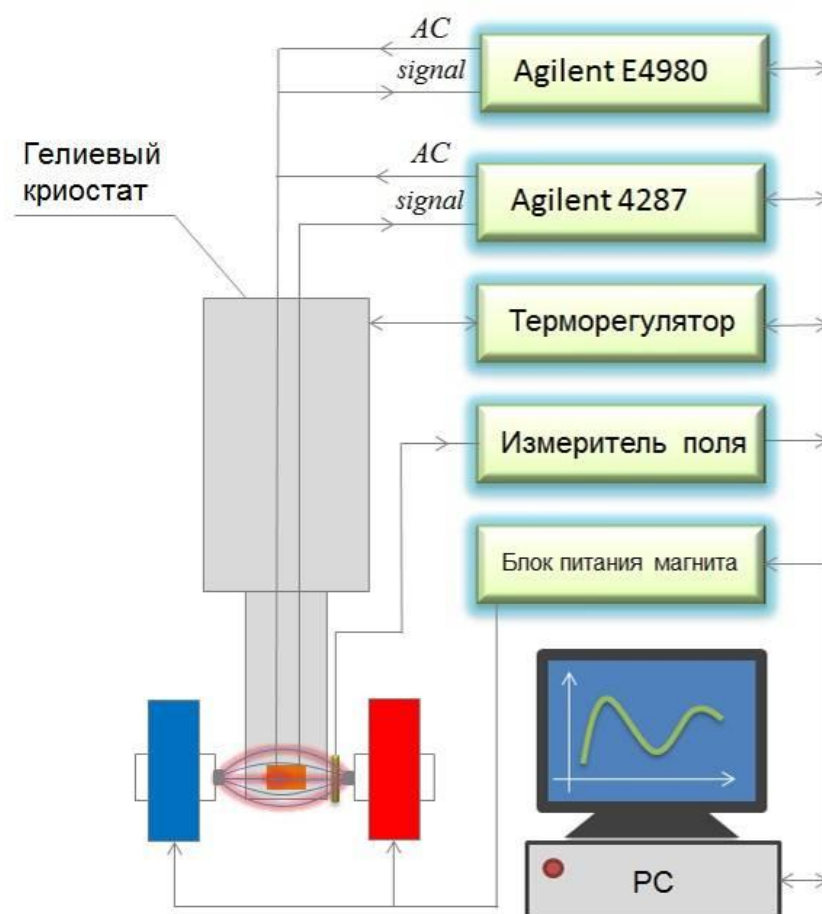 AC
signal
Agilent E4980
Гелиевый
криостат
AC
signal
Agilent 4287
Терморегулятор
Измеритель поля
Блок питания магнита
PC